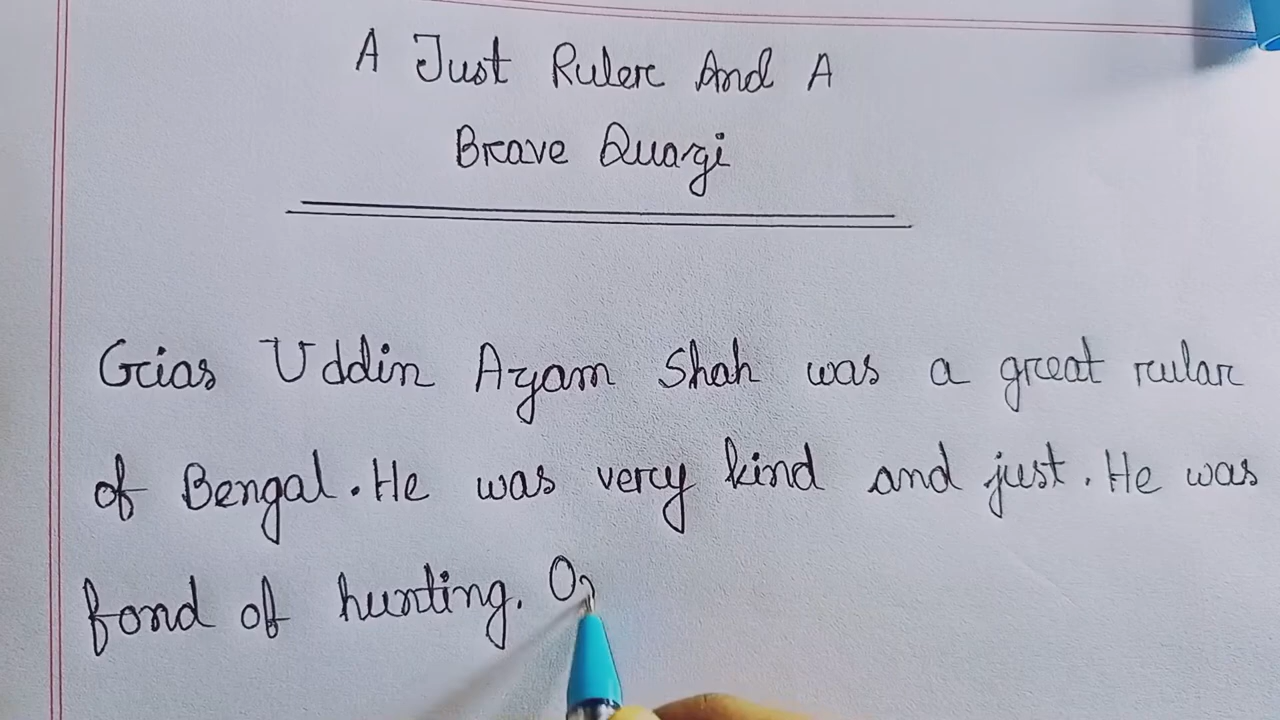 A Just Ruler And A
Brave Quazi
Gias Uddin Azam Shah was a great rular
of Bengal. He was very kind and just. He was
fond of hunting. On